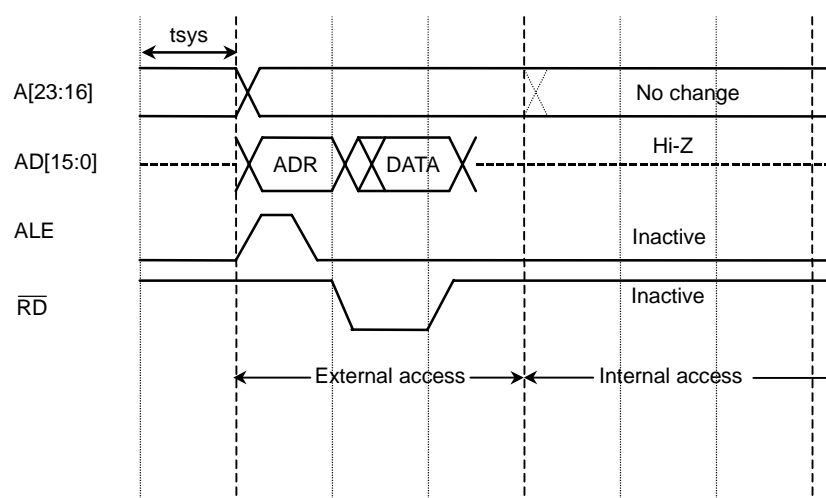 tsys
A[23:16]
No change
AD[15:0]
ADR
DATA
Hi-Z
ALE
Inactive
RD
Inactive
External access
Internal access